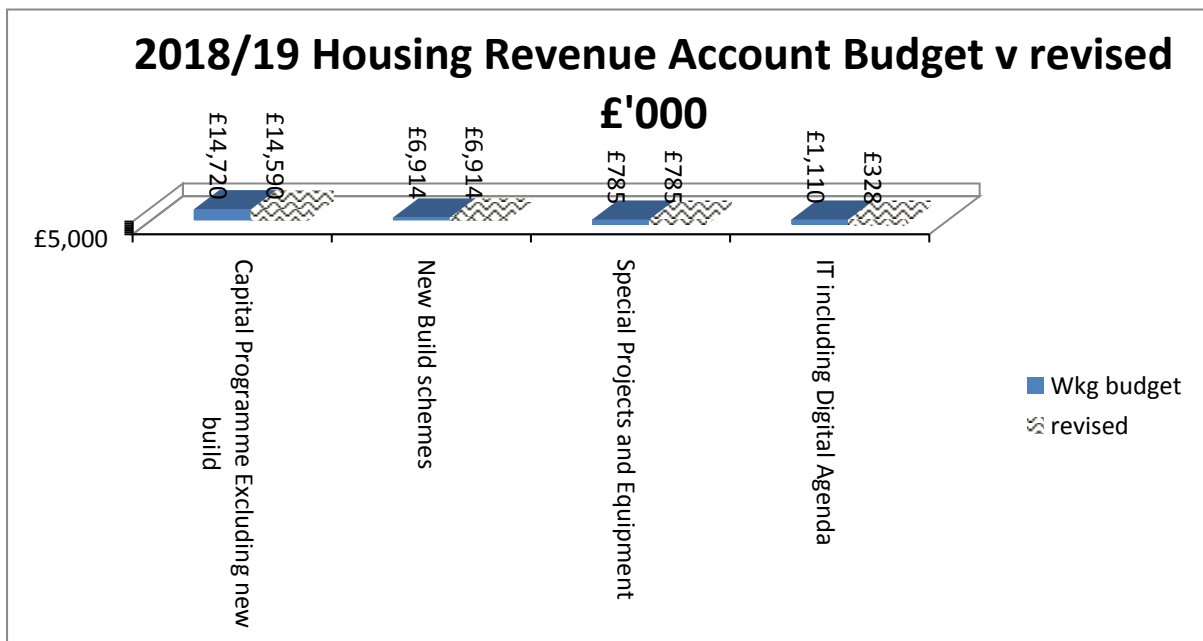 2018/19 Housing Revenue Account Budget v revised
£'000
£14,720
£14,590
£6,914
£6,914
£785
£785
£1,110
£328
£5,000
Capital Programme Excluding new
build
New Build schemes
Special Projects and Equipment
IT including Digital Agenda
Wkg budget
revised